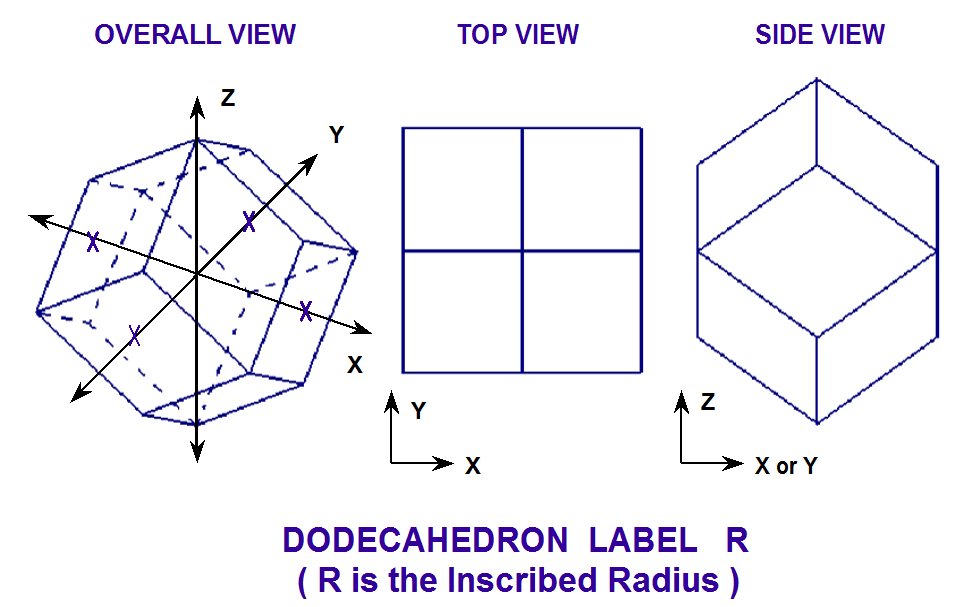 OVERALL VIEW
TOP VIEW
SIDE VIEW
Z
Y
X
Y
X
Z
X or Y
DODECAHEDRON LABEL R
( R is the Inscribed Radius )